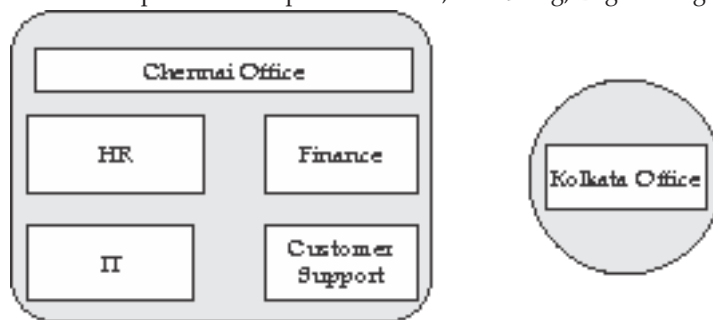 Chennai Office
HR
Finance
Kolkata Office
IT
Customer
Support